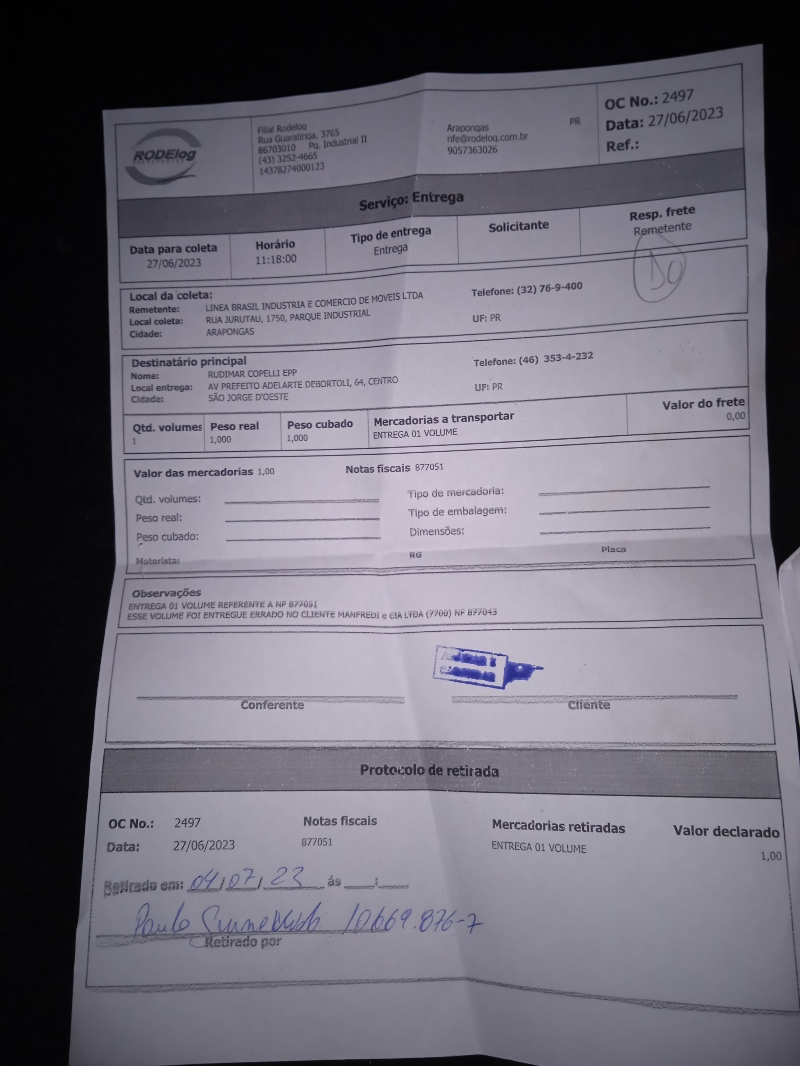 RODElog
Filial Rodelog
Rua Guaratinga, 3765
86703010 Pq. Industrial II
(43) 3252-4665
14378274000123
Arapongas PR
nfe@rodelog.com.br
9057363026
OC No.: 2497
Data: 27/06/2023
Ref.:
Serviço: Entrega
Data para coleta Horário Tipo de entrega Solicitante Resp. frete
27/06/2023 11:18:00 Entrega Remetente
Local da coleta: Telefone: (32) 76-9-400
Remetente: LINEA BRASIL INDUSTRIA E COMERCIO DE MOVEIS LTDA
Local coleta: RUA JURUTAU, 1750, PARQUE INDUSTRIAL UF: PR
Cidade: ARAPONGAS
Destinatário principal Telefone: (46) 353-4-232
Nome: RUDIMAR COPELLI EPP
Local entrega: AV PREFEITO ADELARTE DEBORTOLI, 64, CENTRO UF: PR
Cidade: SÃO JORGE D'OESTE
Qtd. volumes Peso real Peso cubado Mercadorias a transportar Valor do frete
1 1,000 1,000 ENTREGA 01 VOLUME 0,00
Valor das mercadorias 1,00 Notas fiscais 877051
Qtd. volumes: Tipo de mercadoria:
Peso real: Tipo de embalagem:
Peso cubado: Dimensões:
Motorista: RG Placa
Observações
ENTREGA 01 VOLUME REFERENTE A NF 877051
ESSE VOLUME FOI ENTREGUE ERRADO NO CLIENTE MANFREDI e CIA LTDA (7708) NF 877043
Conferente Cliente
Protocolo de retirada
OC No.: 2497 Notas fiscais Mercadorias retiradas Valor declarado
Data: 27/06/2023 877051 ENTREGA 01 VOLUME 1,00
Retirado em: 04/07/23 às : 
Paulo 10669.876-7
Retirado por